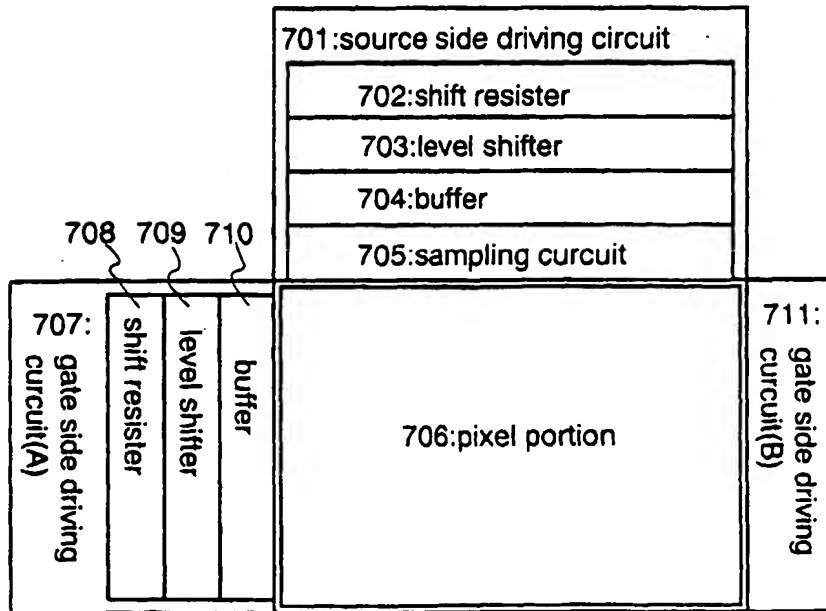 701:source side driving circuit
702:shift resister
703:level shifter
704:buffer
705:sampling curcuit
708 709 710
707:
gate side driving
curcuit(A)
shift resister
level shifter
buffer
706:pixel portion
711:
gate side driving
curcuit(B)